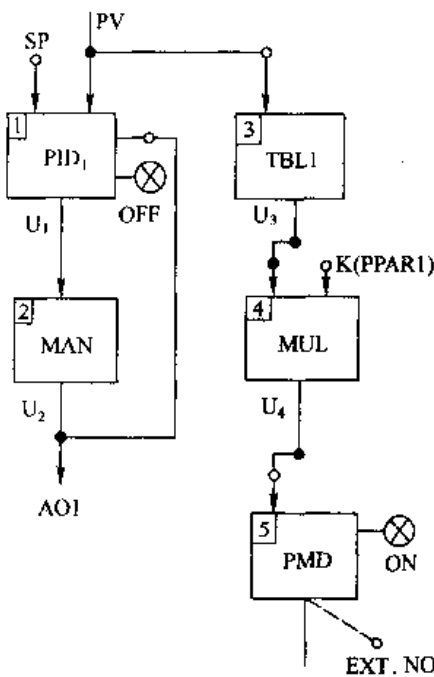 PV
SP
1
PID₁
OFF
U₁
2
MAN
U₂
AO1
3
TBL1
U₃
K(PPAR1)
4
MUL
U₄
5
PMD
ON
EXT. NO